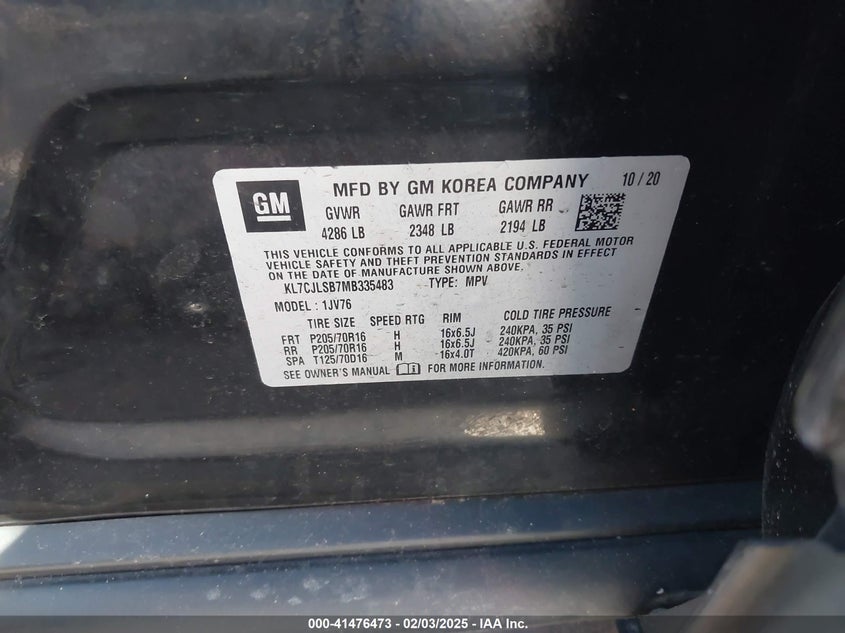 GM
MFD BY GM KOREA COMPANY 10 / 20
GVWR GAWR FRT GAWR RR
4286 LB 2348 LB 2194 LB
THIS VEHICLE CONFORMS TO ALL APPLICABLE U.S. FEDERAL MOTOR
VEHICLE SAFETY AND THEFT PREVENTION STANDARDS IN EFFECT
ON THE DATE OF MANUFACTURE SHOWN ABOVE.
KL7CJLSB7MB335483 TYPE: MPV
MODEL : 1JV76
TIRE SIZE SPEED RTG RIM COLD TIRE PRESSURE
FRT P205/70R16 H 16x6.5J 240KPA, 35 PSI
RR P205/70R16 H 16x6.5J 240KPA, 35 PSI
SPA T125/70D16 M 16x4.0T 420KPA, 60 PSI
SEE OWNER'S MANUAL FOR MORE INFORMATION.
000-41476473 — 02/03/2025 — © IAA Inc.